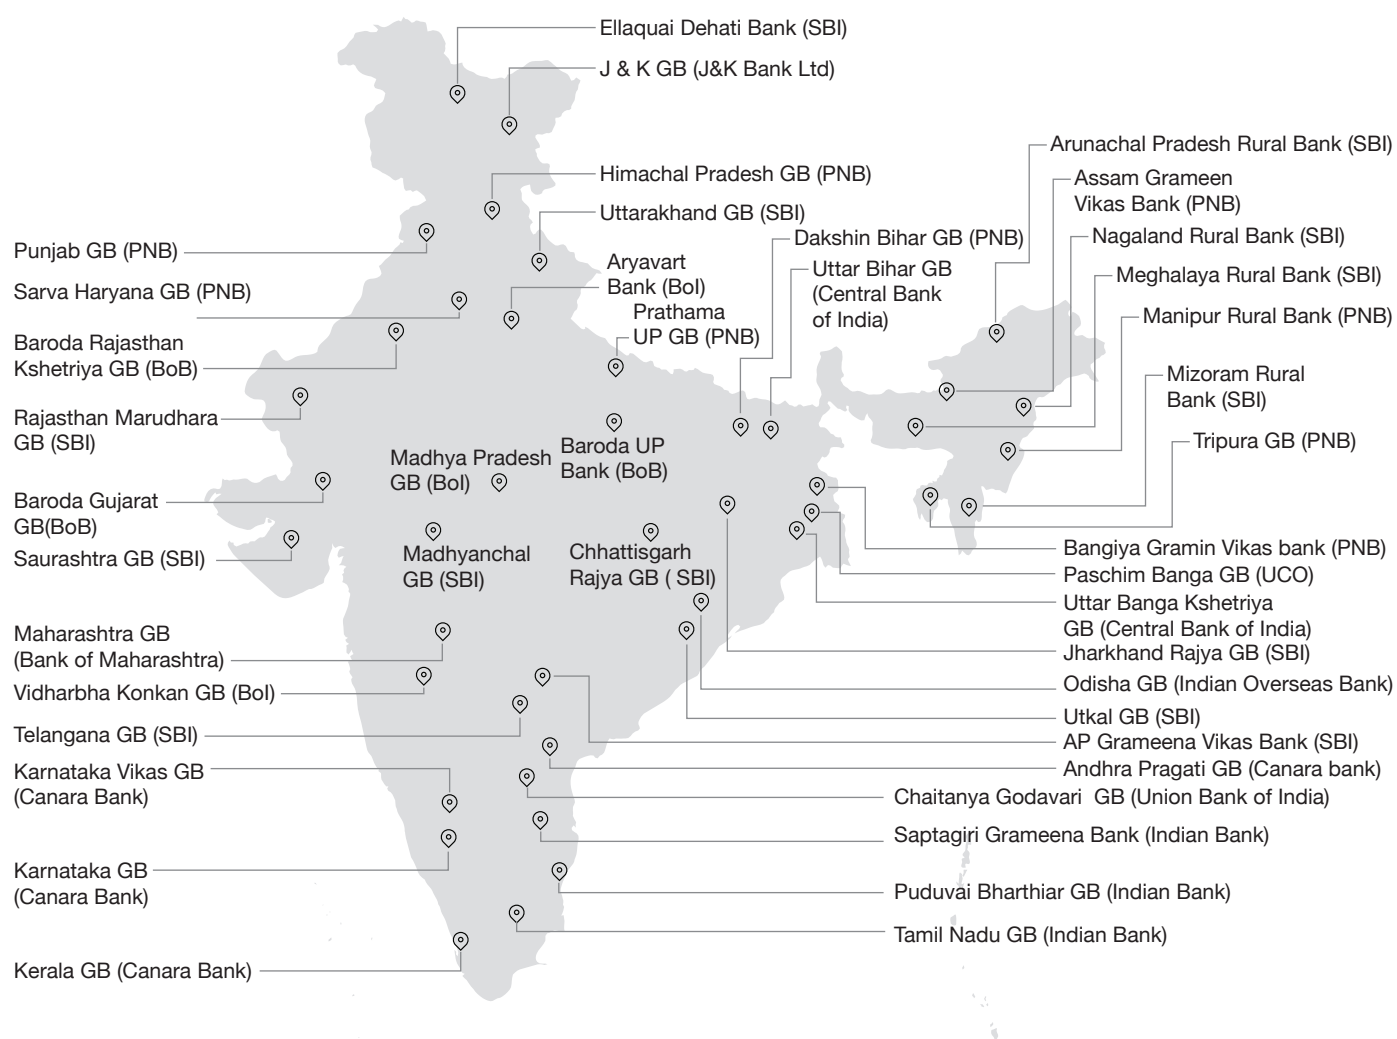 Ellaquai Dehati Bank (SBI)
J & K GB (J&K Bank Ltd)
Himachal Pradesh GB (PNB)
Uttarakhand GB (SBI)
Aryavart
Bank (BoI)
Prathama
UP GB (PNB)
Dakshin Bihar GB (PNB)
Uttar Bihar GB
(Central Bank
of India)
Arunachal Pradesh Rural Bank (SBI)
Assam Grameen
Vikas Bank (PNB)
Nagaland Rural Bank (SBI)
Meghalaya Rural Bank (SBI)
Manipur Rural Bank (PNB)
Mizoram Rural
Bank (SBI)
Tripura GB (PNB)
Punjab GB (PNB)
Sarva Haryana GB (PNB)
Baroda Rajasthan
Kshetriya GB (BoB)
Rajasthan Marudhara
GB (SBI)
Baroda Gujarat
GB(BoB)
Saurashtra GB (SBI)
Madhya Pradesh
GB (BoI)
Baroda UP
Bank (BoB)
Madhyanchal
GB (SBI)
Chhattisgarh
Rajya GB ( SBI)
Maharashtra GB
(Bank of Maharashtra)
Vidharbha Konkan GB (BoI)
Telangana GB (SBI)
Karnataka Vikas GB
(Canara Bank)
Karnataka GB
(Canara Bank)
Kerala GB (Canara Bank)
Bangiya Gramin Vikas bank (PNB)
Paschim Banga GB (UCO)
Uttar Banga Kshetriya
GB (Central Bank of India)
Jharkhand Rajya GB (SBI)
Odisha GB (Indian Overseas Bank)
Utkal GB (SBI)
AP Grameena Vikas Bank (SBI)
Andhra Pragati GB (Canara bank)
Chaitanya Godavari  GB (Union Bank of India)
Saptagiri Grameena Bank (Indian Bank)
Puduvai Bharthiar GB (Indian Bank)
Tamil Nadu GB (Indian Bank)